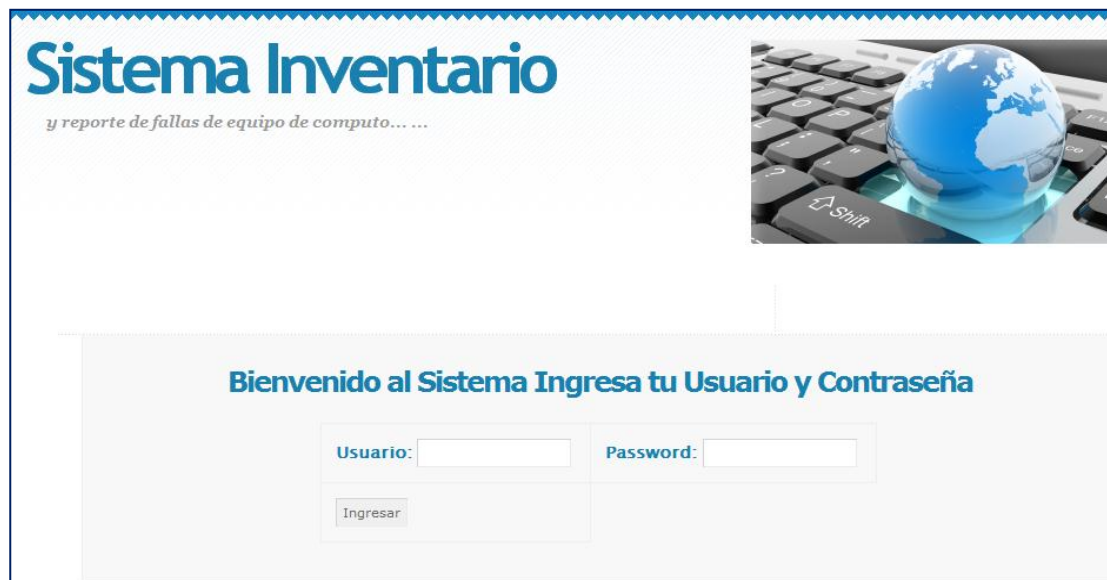 Sistema Inventario
y reporte de fallas de equipo de computo... ...
Shift
Bienvenido al Sistema Ingresa tu Usuario y Contraseña
Usuario:
Password:
Ingresar